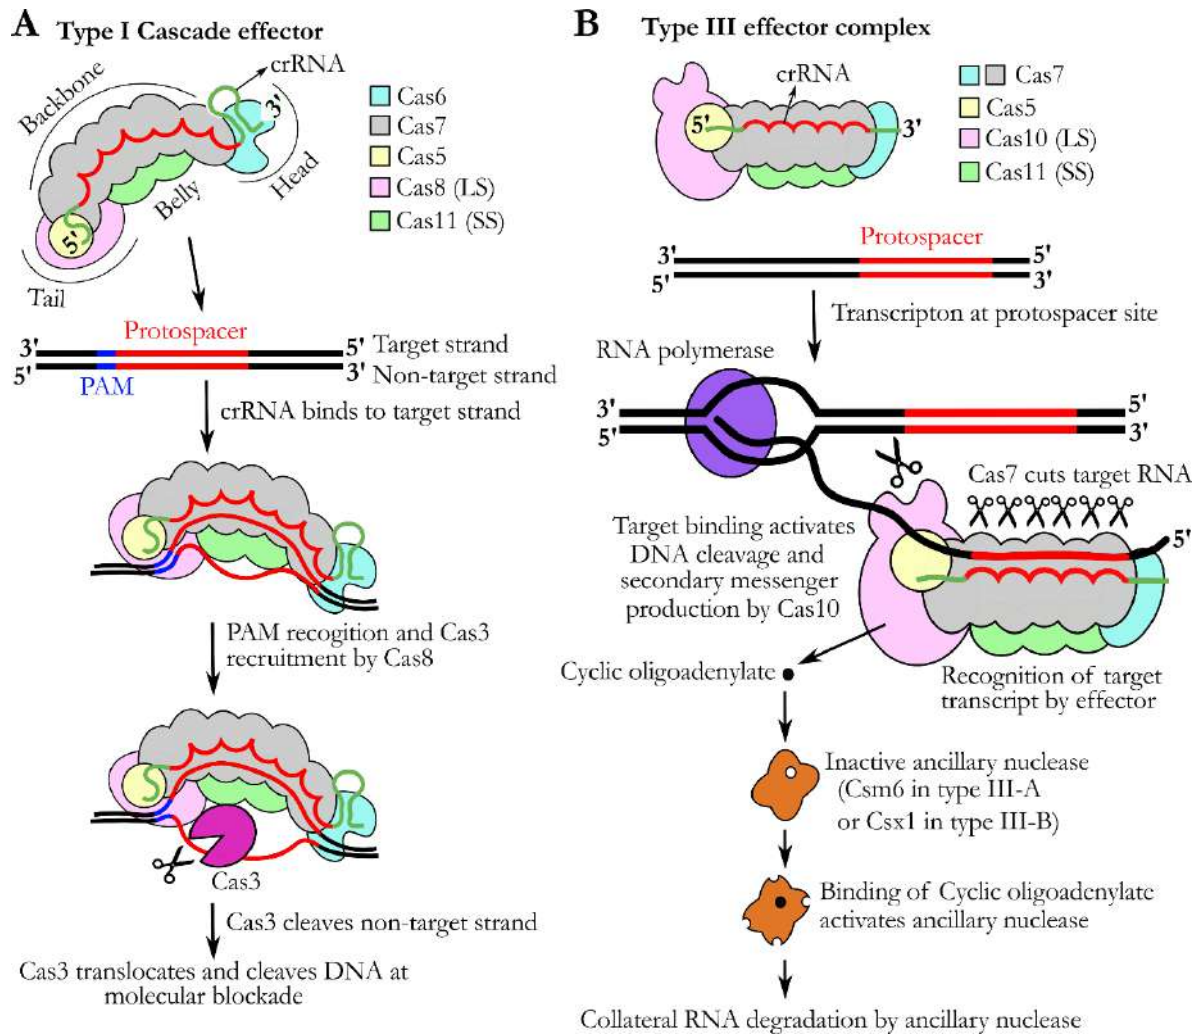 A Type I Cascade effector
crRNA
Backbone
3'
Head
Belly
5'
Tail
Cas6
Cas7
Cas5
Cas8 (LS)
Cas11 (SS)
Protospacer
3' 5' Target strand
5' 3' Non-target strand
PAM
crRNA binds to target strand
PAM recogition and Cas3
recruitment by Cas8
Cas3
Cas3 cleaves non-target strand
Cas3 translocates and cleaves DNA at
molecular blockade
B Type III effector complex
crRNA
5' 3'
Cas7
Cas5
Cas10 (LS)
Cas11 (SS)
Protospacer
3' 5'
5' 3'
Transcripton at protospacer site
RNA polymerase
3' 5'
5' 3'
Cas7 cuts target RNA
5'
Target binding activates
DNA cleavage and
secondary messenger
production by Cas10
Cyclic oligoadenylate
Recognition of target
transcript by effector
Inactive ancillary nuclease
(Csm6 in type III-A
or Csx1 in type III-B)
Binding of Cyclic oligoadenylate
activates ancillary nuclease
Collateral RNA degradation by ancillary nuclease